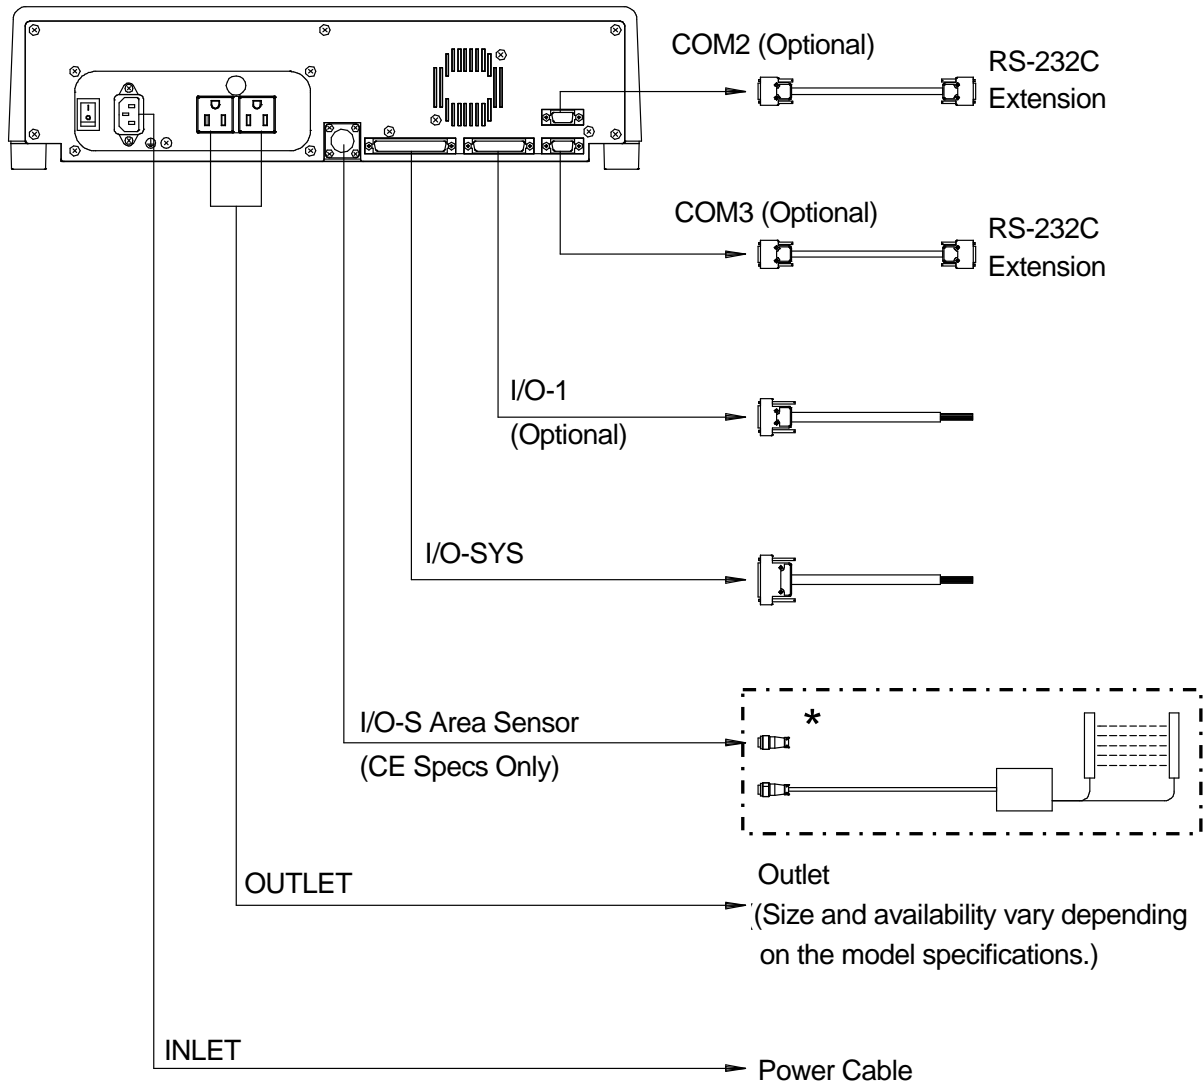 COM2 (Optional)
RS-232C
Extension
COM3 (Optional)
RS-232C
Extension
I/O-1
(Optional)
I/O-SYS
I/O-S Area Sensor
(CE Specs Only)
*
OUTLET
Outlet
(Size and availability vary depending
on the model specifications.)
INLET
Power Cable